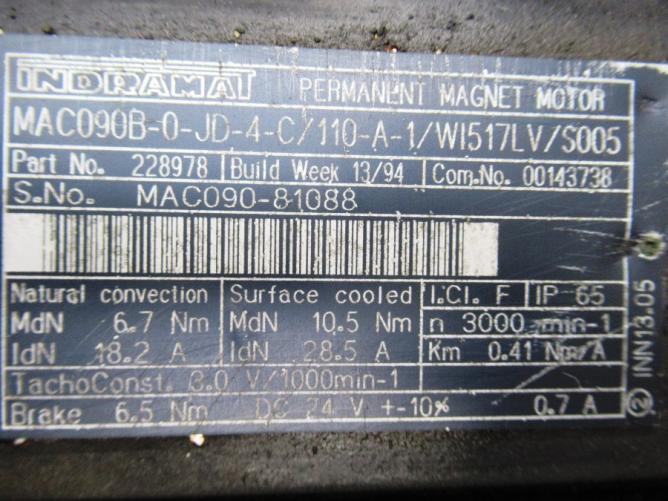 INDRAMAT PERMANENT MAGNET MOTOR
MAC090B-0-JD-4-C/110-A-1/WI517LV/S005
Part No. 228978 Build Week 13/94 Com.No. 00143738
S.No. MAC090-81088
Natural convection Surface cooled I.Cl. F IP 65
MdN 6.7 Nm MdN 10.5 Nm n 3000 min-1
IdN 18.2 A IdN 28.5 A Km 0.41 Nm/A
TachoConst. 3.0 V/1000min-1
Brake 6.5 Nm DC 24 V +-10% 0.7 A
② INN13.05